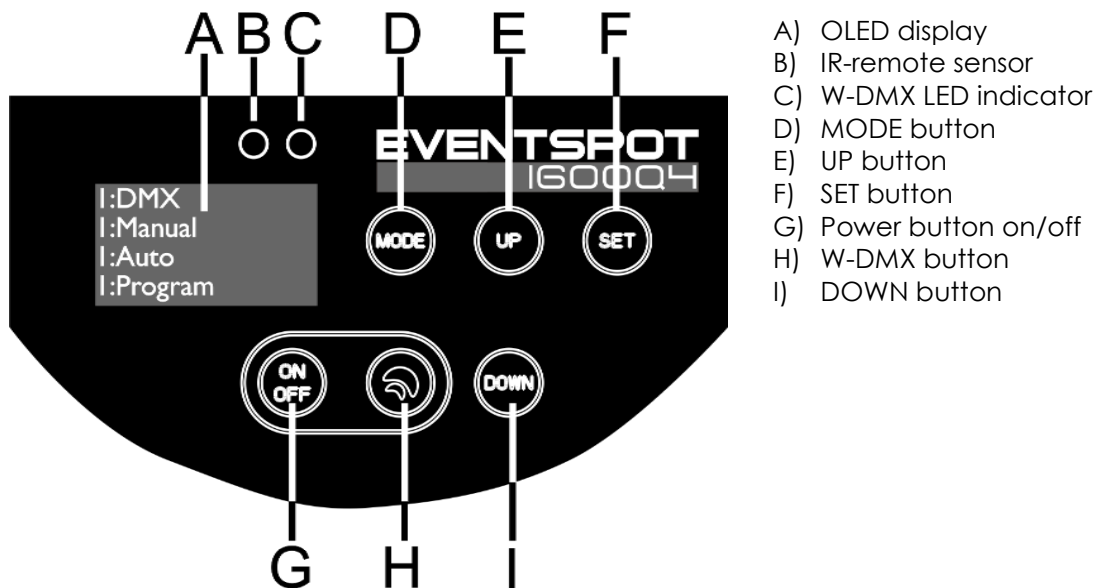 A B C D E F
EVENTSPOT
1600Q4
1:DMX
1:Manual
1:Auto
1:Program
MODE UP SET
ON
OFF
DOWN
G H I
A) OLED display
B) IR-remote sensor
C) W-DMX LED indicator
D) MODE button
E) UP button
F) SET button
G) Power button on/off
H) W-DMX button
I) DOWN button